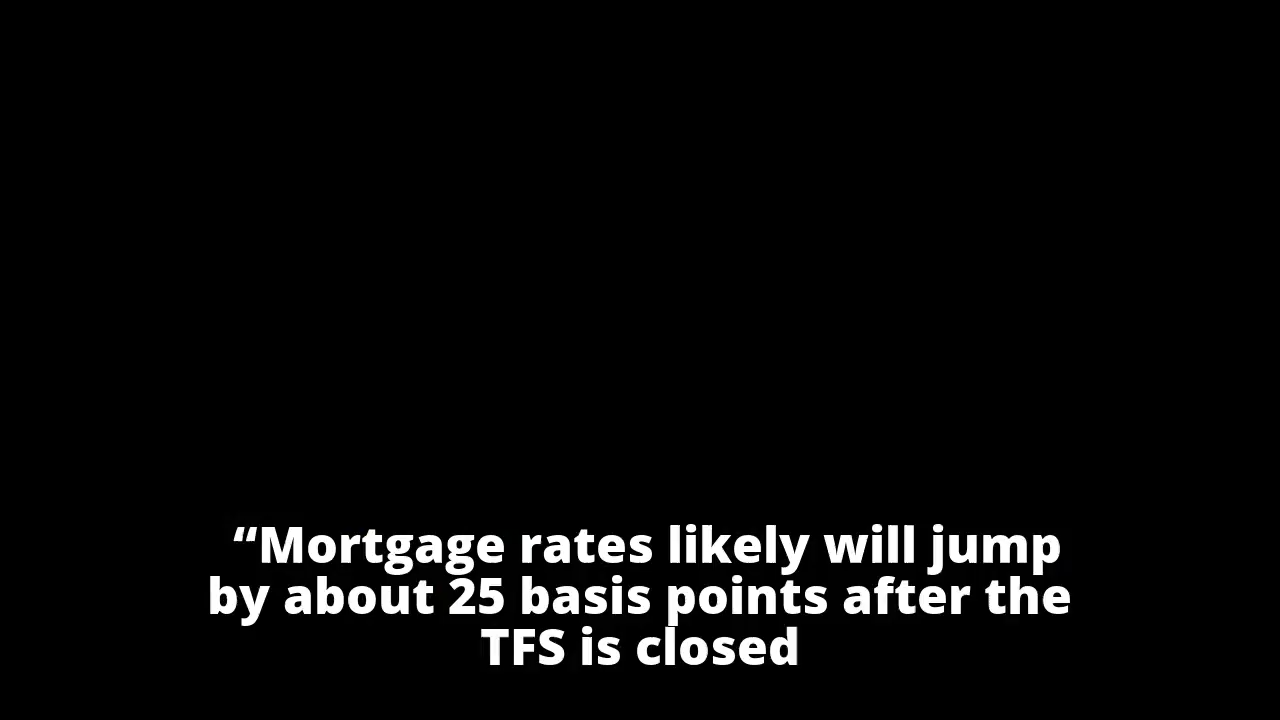 “Mortgage rates likely will jump
by about 25 basis points after the
TFS is closed